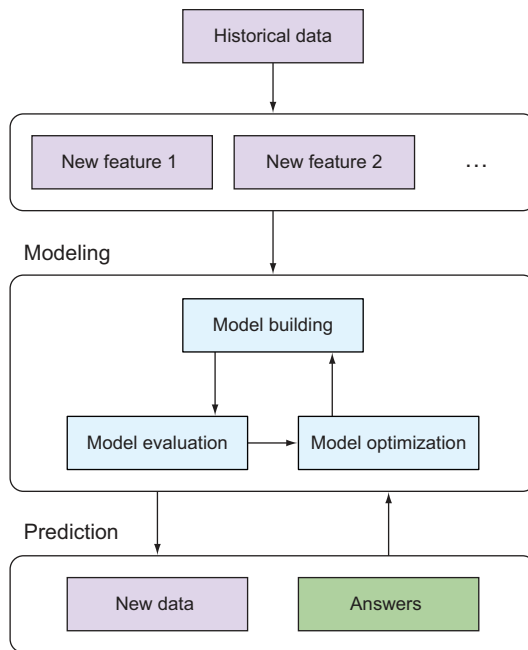 Historical data
New feature 1
New feature 2
...
Modeling
Model building
Model evaluation
Model optimization
Prediction
New data
Answers